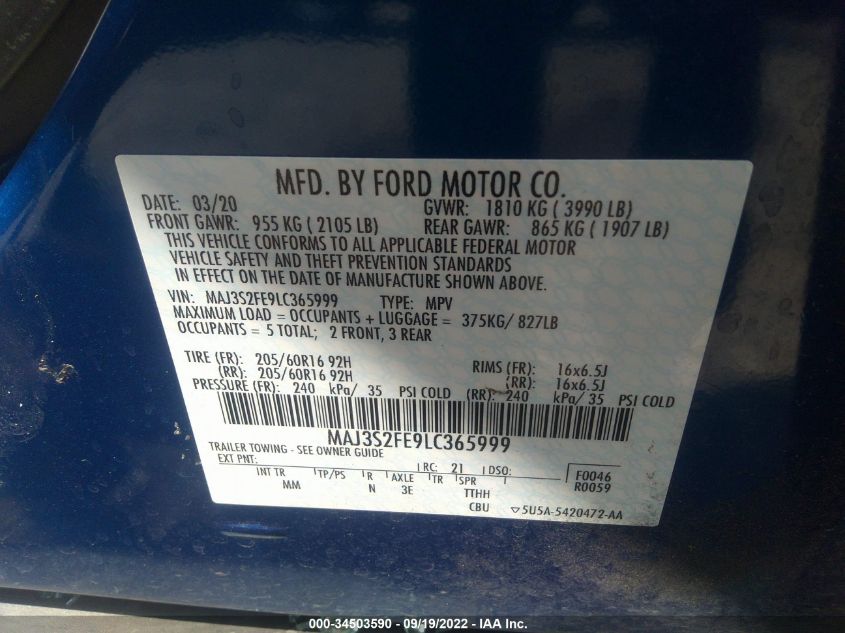 MFD. BY FORD MOTOR CO.
DATE: 03/20 GVWR: 1810 KG ( 3990 LB)
FRONT GAWR: 955 KG ( 2105 LB) REAR GAWR: 865 KG ( 1907 LB)
THIS VEHICLE CONFORMS TO ALL APPLICABLE FEDERAL MOTOR
VEHICLE SAFETY AND THEFT PREVENTION STANDARDS
IN EFFECT ON THE DATE OF MANUFACTURE SHOWN ABOVE.
VIN: MAJ3S2FE9LC365999 TYPE: MPV
MAXIMUM LOAD = OCCUPANTS + LUGGAGE = 375KG/ 827LB
OCCUPANTS = 5 TOTAL; 2 FRONT, 3 REAR
TIRE (FR): 205/60R16 92H RIMS (FR): 16x6.5J
(RR): 205/60R16 92H (RR): 16x6.5J
PRESSURE (FR): 240 kPa/ 35 PSI COLD (RR): 240 kPa/ 35 PSI COLD
MAJ3S2FE9LC365999
TRAILER TOWING - SEE OWNER GUIDE
EXT PNT: RC: 21 DSO: F0046
INT TR TP/PS R AXLE TR SPR R0059
MM N 3E TTHH
CBU ▽5U5A-5420472-AA
000-34503590 - 09/19/2022 - IAA Inc.